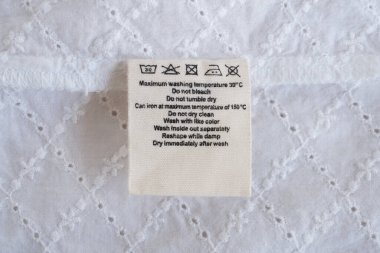 30
Maximum washing temperature 30°C
Do not bleach
Do not tumble dry
Can iron at maximum temperature of 150°C
Do not dry clean
Wash with like color
Wash inside out separately
Reshape while damp
Dry immediately after wash